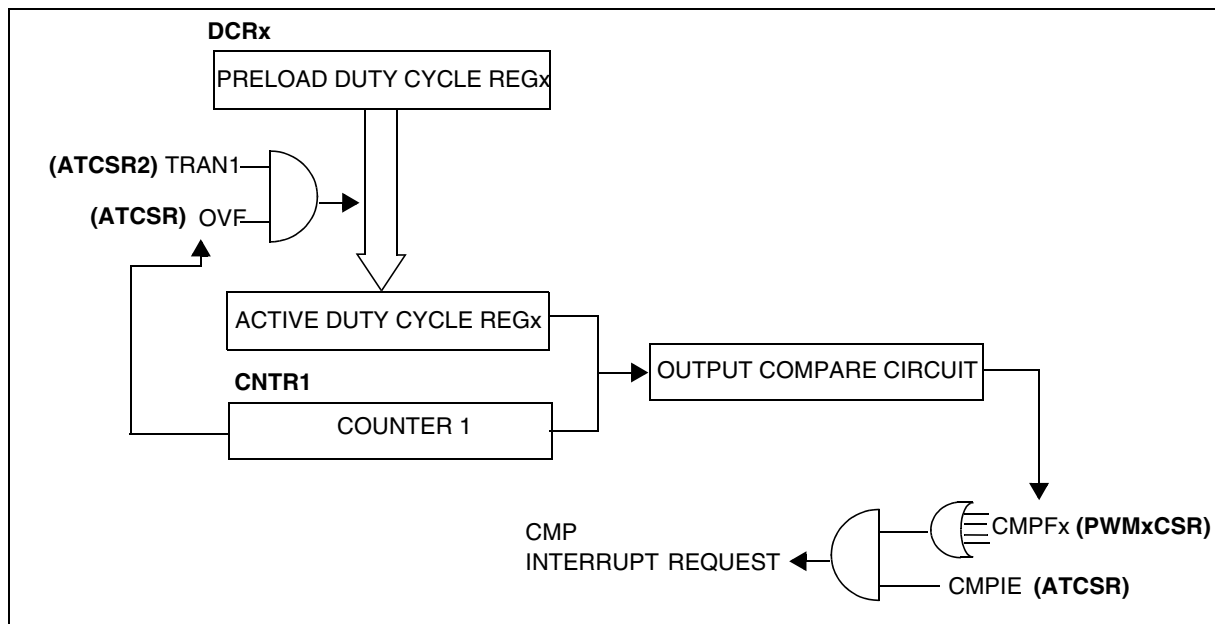 DCRx
PRELOAD DUTY CYCLE REGx
(ATCSR2) TRAN1
(ATCSR) OVF
ACTIVE DUTY CYCLE REGx
CNTR1
OUTPUT COMPARE CIRCUIT
COUNTER 1
CMPFx (PWMxCSR)
CMP
INTERRUPT REQUEST
CMPIE (ATCSR)